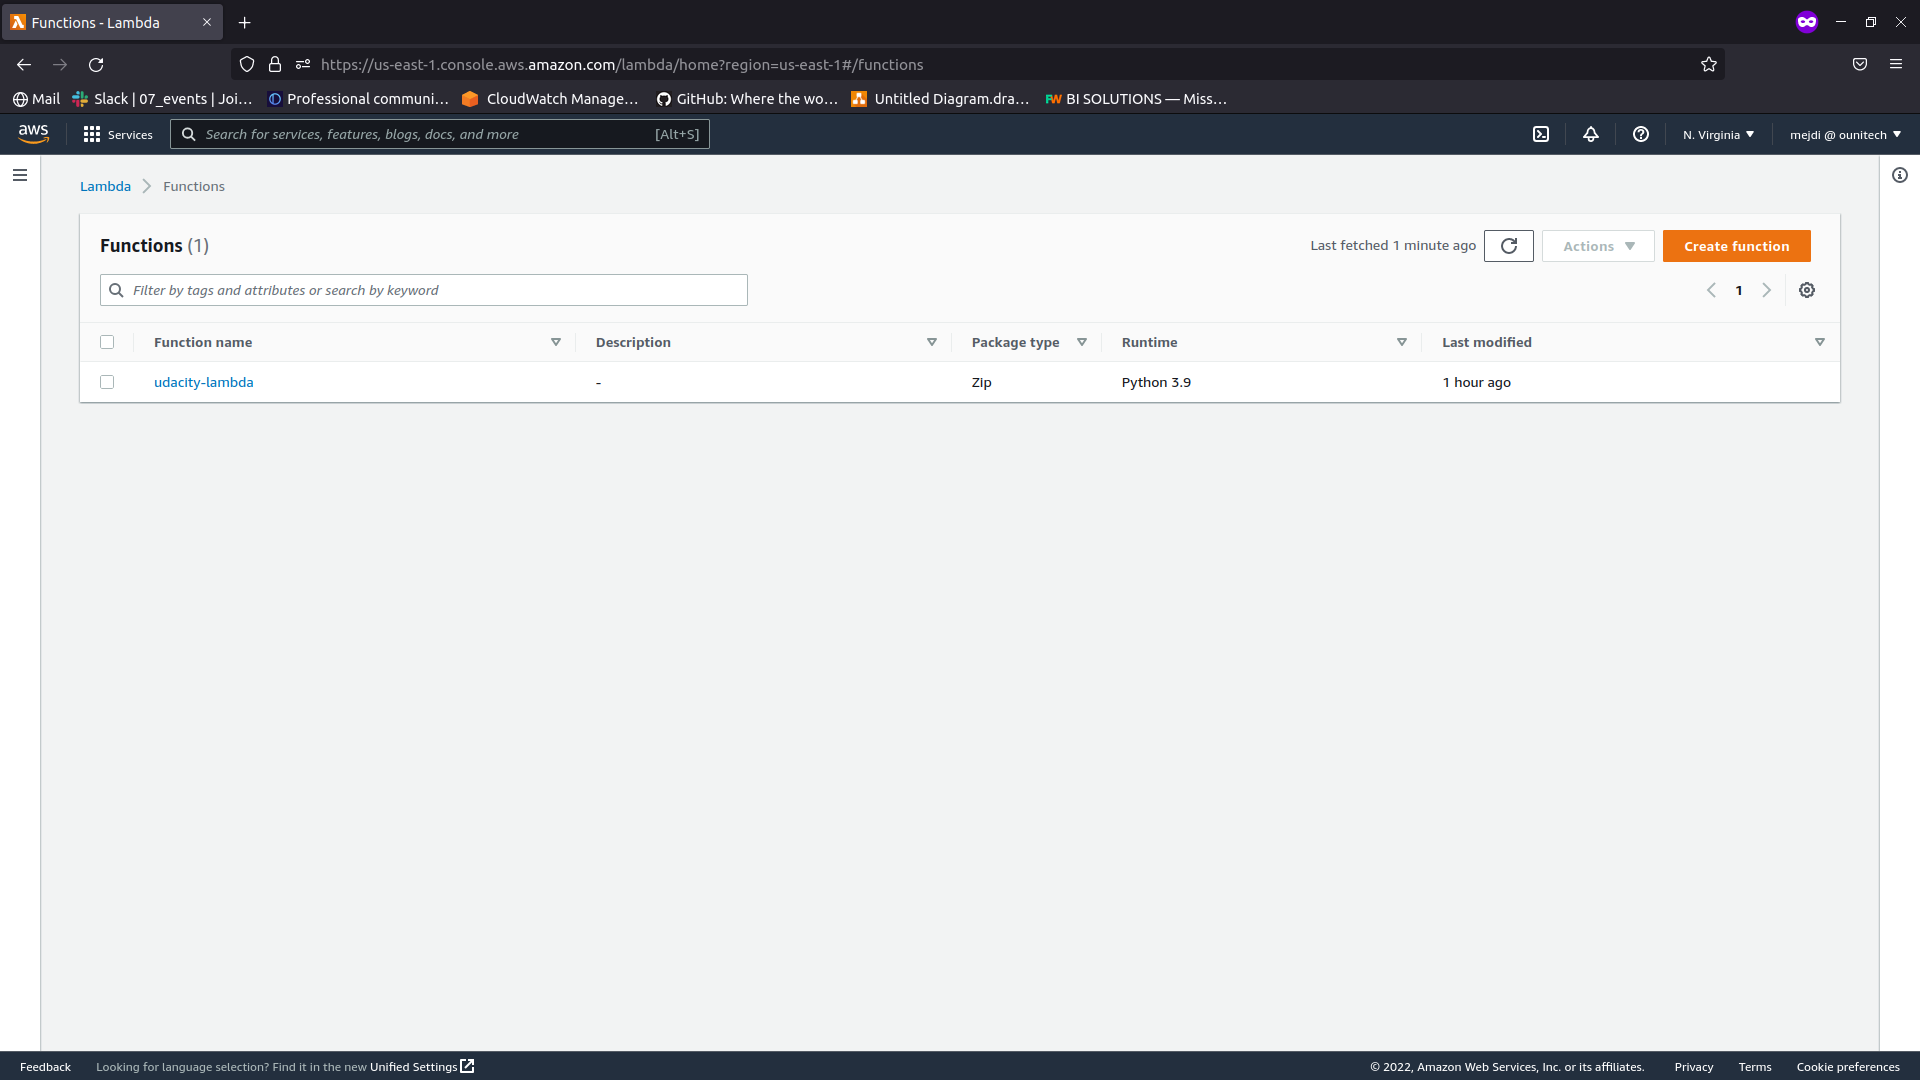 Functions - Lambda
https://us-east-1.console.aws.amazon.com/lambda/home?region=us-east-1#/functions
Mail Slack | 07_events | Joi… Professional communi… CloudWatch Manage… GitHub: Where the wo… Untitled Diagram.dra… BI SOLUTIONS — Miss…
aws Services Search for services, features, blogs, docs, and more [Alt+S] N. Virginia mejdi @ ounitech
Lambda Functions
Functions (1) Last fetched 1 minute ago Actions Create function
Filter by tags and attributes or search by keyword 1
Function name Description Package type Runtime Last modified
udacity-lambda - Zip Python 3.9 1 hour ago
Feedback Looking for language selection? Find it in the new Unified Settings © 2022, Amazon Web Services, Inc. or its affiliates. Privacy Terms Cookie preferences